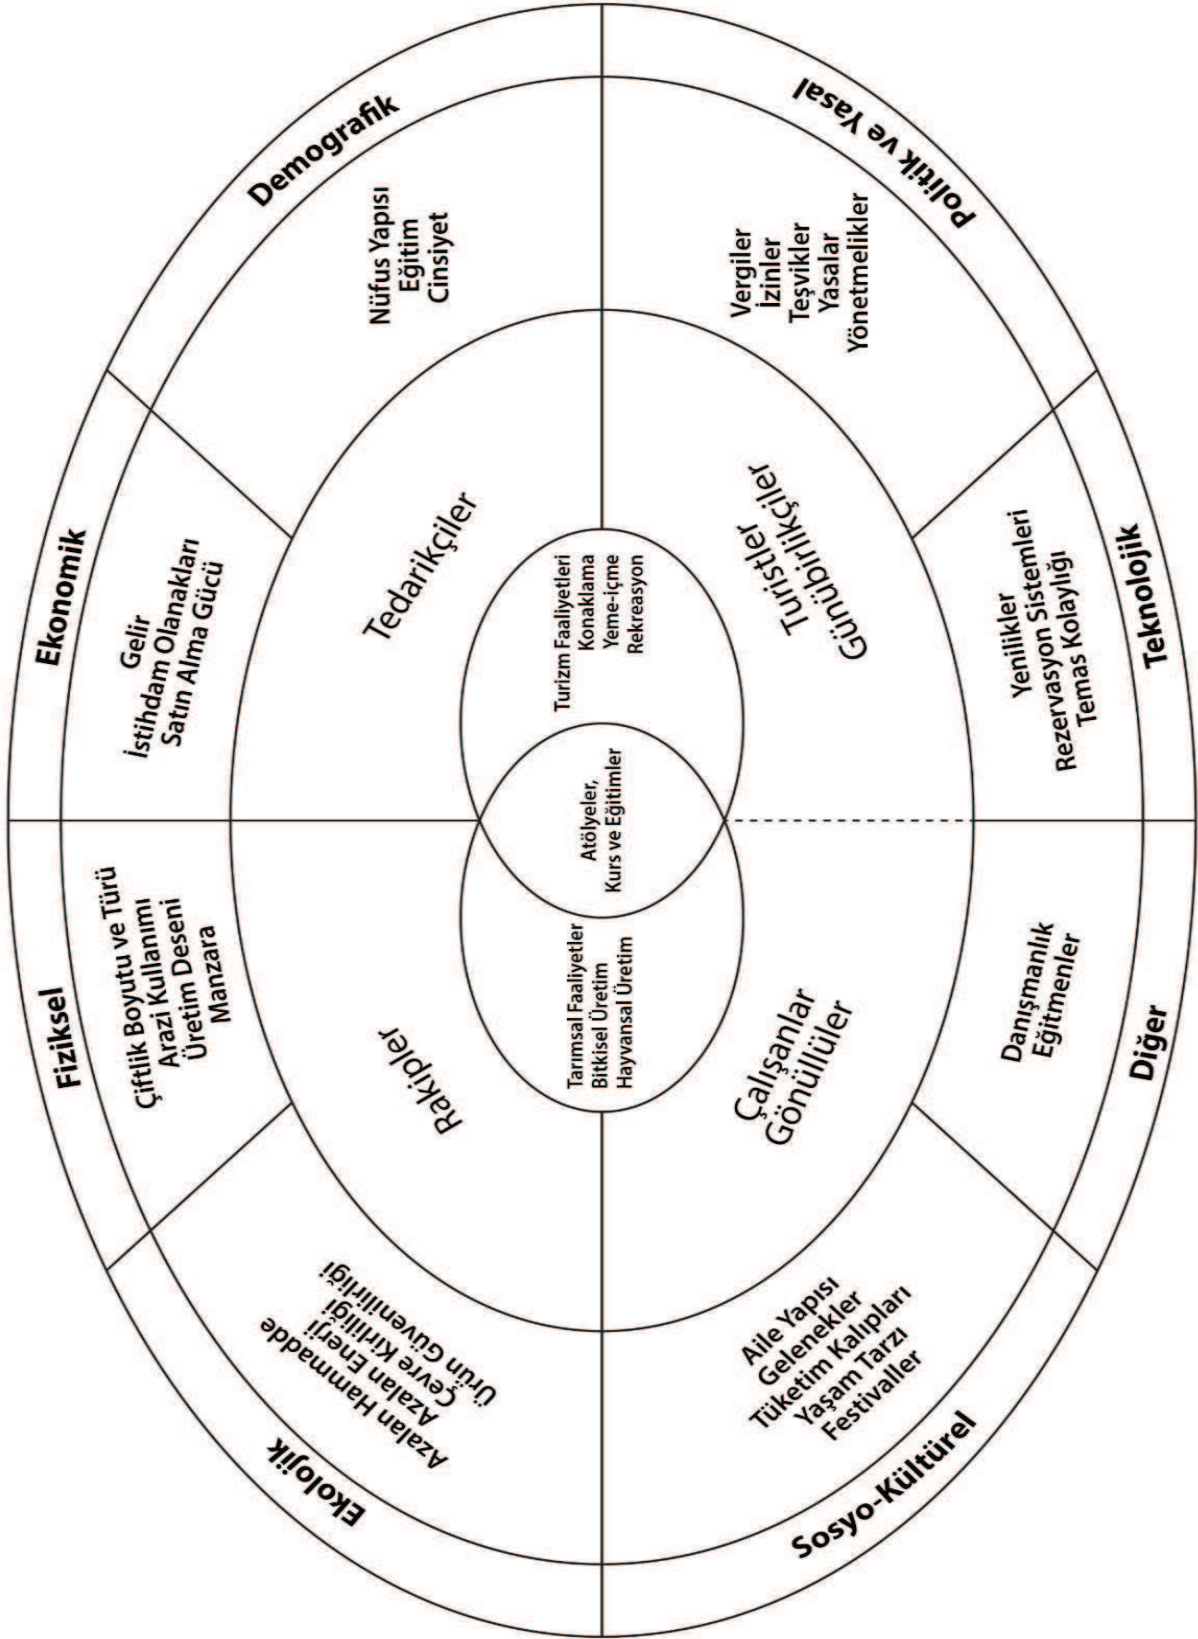 Fiziksel
Ekonomik
Çiftlik Boyutu ve Türü
Arazi Kullanımı
Üretim Deseni
Manzara
Gelir
İstihdam Olanakları
Satın Alma Gücü
Ekolojik
Azalan Hammadde
Azalan Enerji
Çevre Kirliliği
Ürün Güvenilirliği
Demografik
Nüfus Yapısı
Eğitim
Cinsiyet
Rakipler
Tedarikçiler
Tarımsal Faaliyetler
Bitkisel Üretim
Hayvansal Üretim
Atölyeler,
Kurs ve Eğitimler
Turizm Faaliyetleri
Konaklama
Yeme-içme
Rekreasyon
Çalışanlar
Gönüllüler
Turistler
Günübirlikçiler
Aile Yapısı
Gelenekler
Tüketim Kalıpları
Yaşam Tarzı
Festivaller
Sosyo-Kültürel
Vergiler
İzinler
Teşvikler
Yasalar
Yönetmelikler
Politik ve Yasal
Danışmanlık
Eğitmenler
Diğer
Yenilikler
Rezervasyon Sistemleri
Temas Kolaylığı
Teknolojik